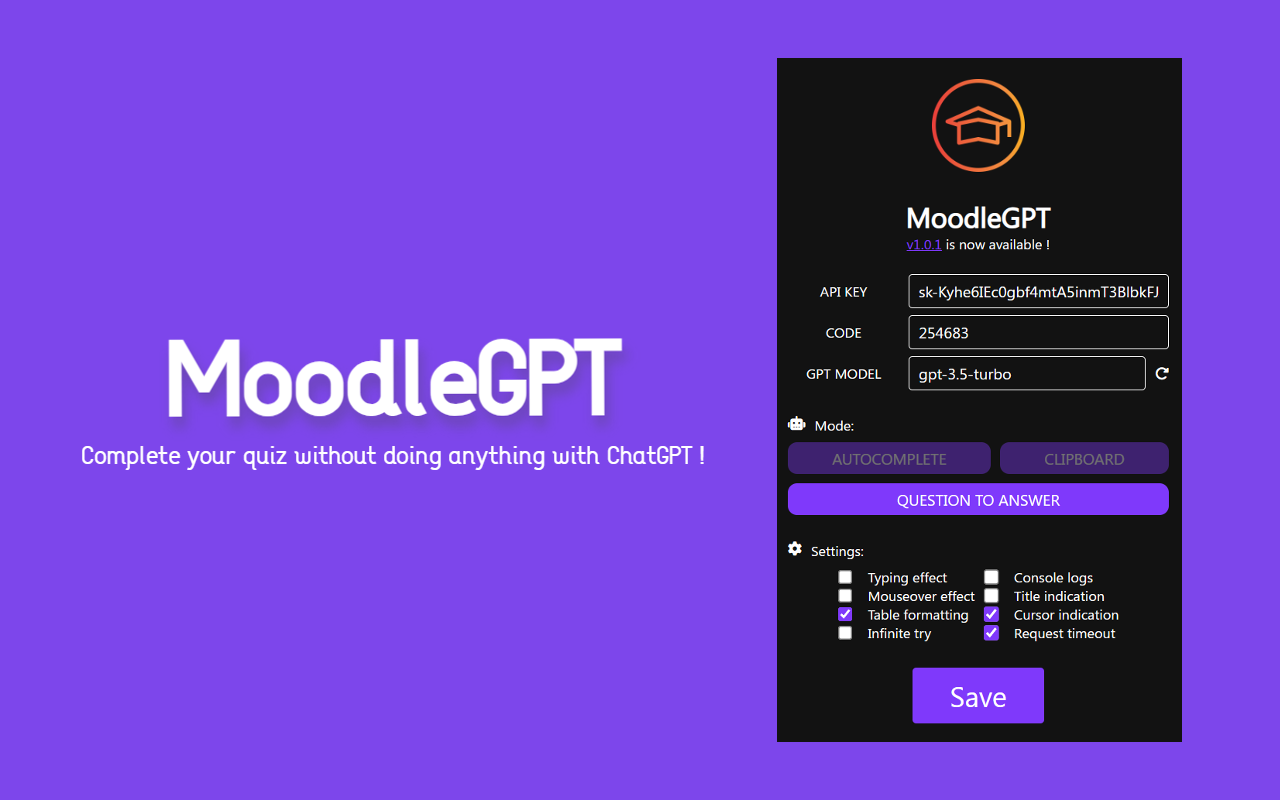 MoodleGPT
Complete your quiz without doing anything with ChatGPT !
MoodleGPT
v1.0.1 is now available !
API KEY sk-Kyhe6IEc0gbf4mtA5inmT3BlbkFJ
CODE 254683
GPT MODEL gpt-3.5-turbo
Mode:
AUTOCOMPLETE CLIPBOARD
QUESTION TO ANSWER
Settings:
Typing effect Console logs
Mouseover effect Title indication
Table formatting Cursor indication
Infinite try Request timeout
Save